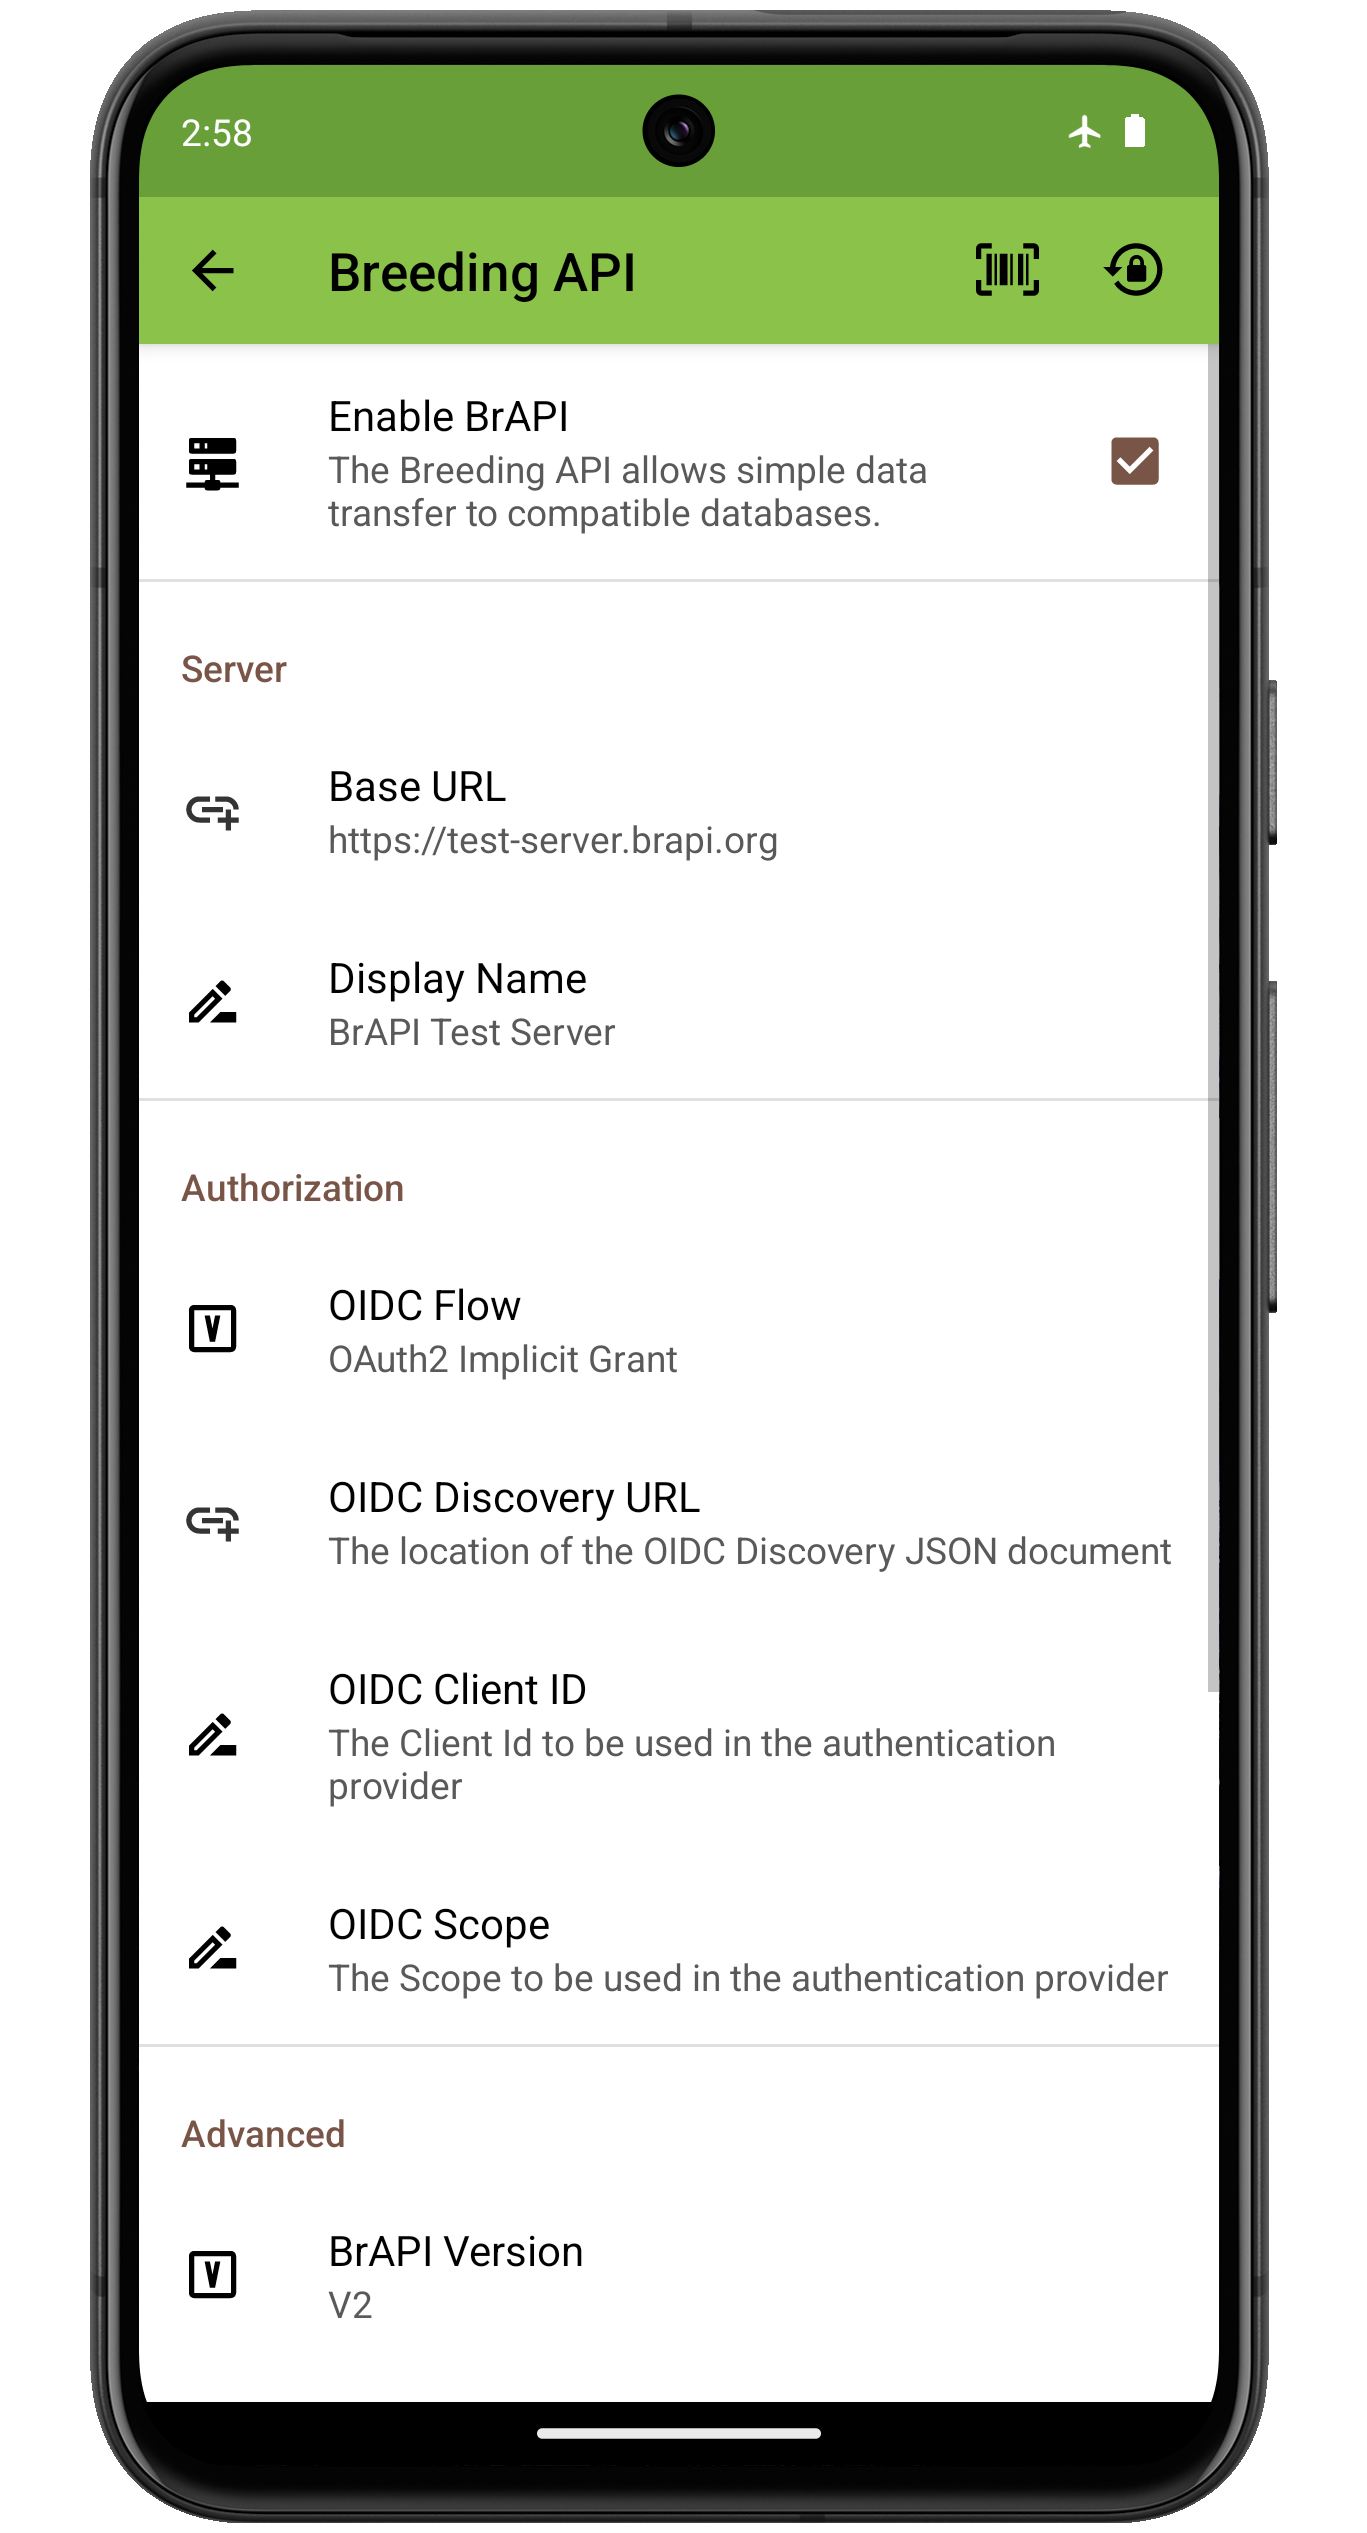 2:58
Breeding API
Enable BrAPI
The Breeding API allows simple data
transfer to compatible databases.
Server
Base URL
https://test-server.brapi.org
Display Name
BrAPI Test Server
Authorization
OIDC Flow
OAuth2 Implicit Grant
OIDC Discovery URL
The location of the OIDC Discovery JSON document
OIDC Client ID
The Client Id to be used in the authentication
provider
OIDC Scope
The Scope to be used in the authentication provider
Advanced
BrAPI Version
V2